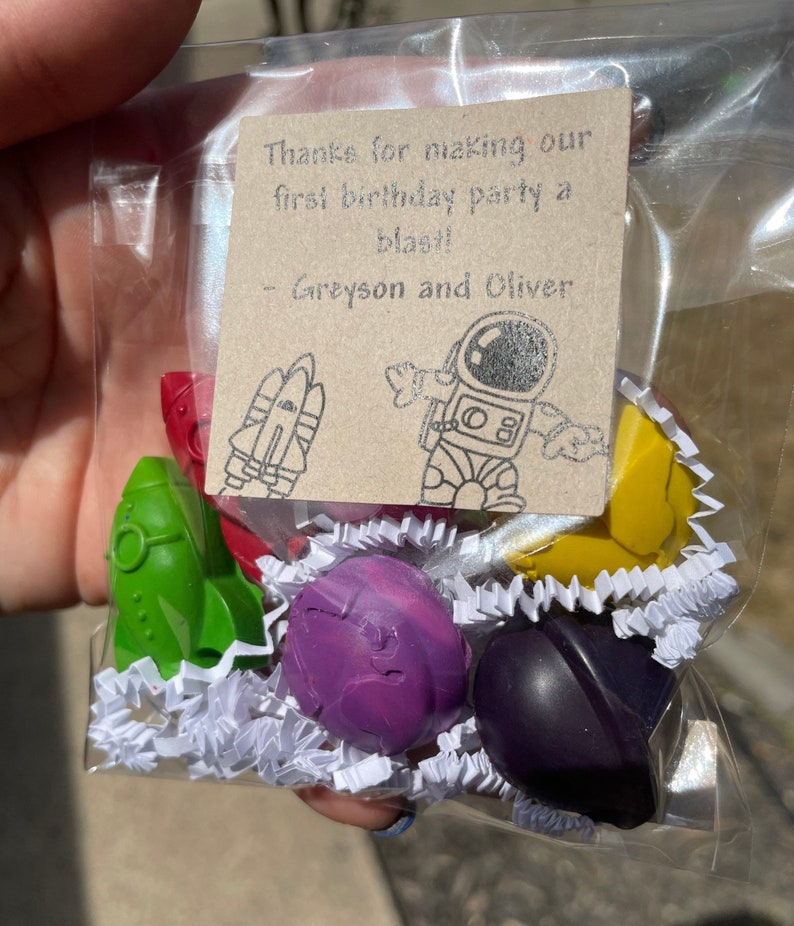 Thanks for making our
first birthday party a
blast!
- Greyson and Oliver